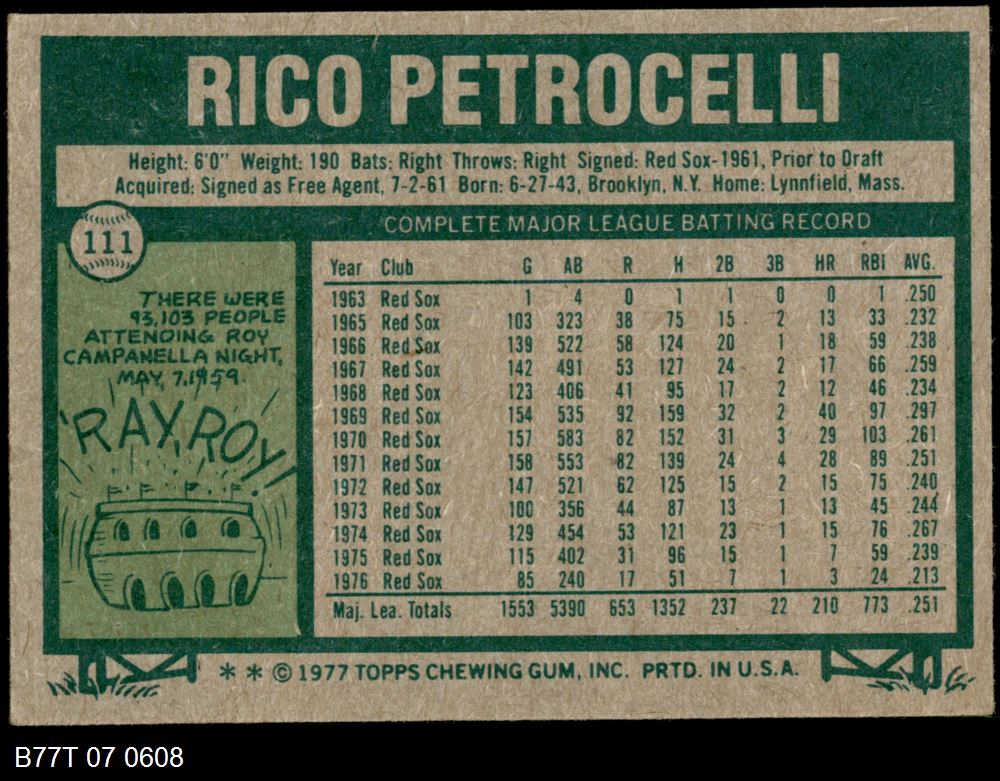 RICO PETROCELLI
Height: 6'0" Weight: 190 Bats: Right Throws: Right Signed: Red Sox-1961, Prior to Draft
Acquired: Signed as Free Agent, 7-2-61 Born: 6-27-43, Brooklyn, N.Y. Home: Lynnfield, Mass.
111
THERE WERE
93,103 PEOPLE
ATTENDING ROY
CAMPANELLA NIGHT,
MAY, 7,1959.
'RAY, ROY!
COMPLETE MAJOR LEAGUE BATTING RECORD
Year Club G AB R H 2B 3B HR RBI AVG.
1963 Red Sox 1 4 0 1 1 0 0 1 .250
1965 Red Sox 103 323 38 75 15 2 13 33 .232
1966 Red Sox 139 522 58 124 20 1 18 59 .238
1967 Red Sox 142 491 53 127 24 2 17 66 .259
1968 Red Sox 123 406 41 95 17 2 12 46 .234
1969 Red Sox 154 535 92 159 32 2 40 97 .297
1970 Red Sox 157 583 82 152 31 3 29 103 .261
1971 Red Sox 158 553 82 139 24 4 28 89 .251
1972 Red Sox 147 521 62 125 15 2 15 75 .240
1973 Red Sox 100 356 44 87 13 1 13 45 .244
1974 Red Sox 129 454 53 121 23 1 15 76 .267
1975 Red Sox 115 402 31 96 15 1 7 59 .239
1976 Red Sox 85 240 17 51 7 1 3 24 .213
Maj. Lea. Totals 1553 5390 653 1352 237 22 210 773 .251
* * © 1977 TOPPS CHEWING GUM, INC. PRTD. IN U.S.A.
B77T 07 0608